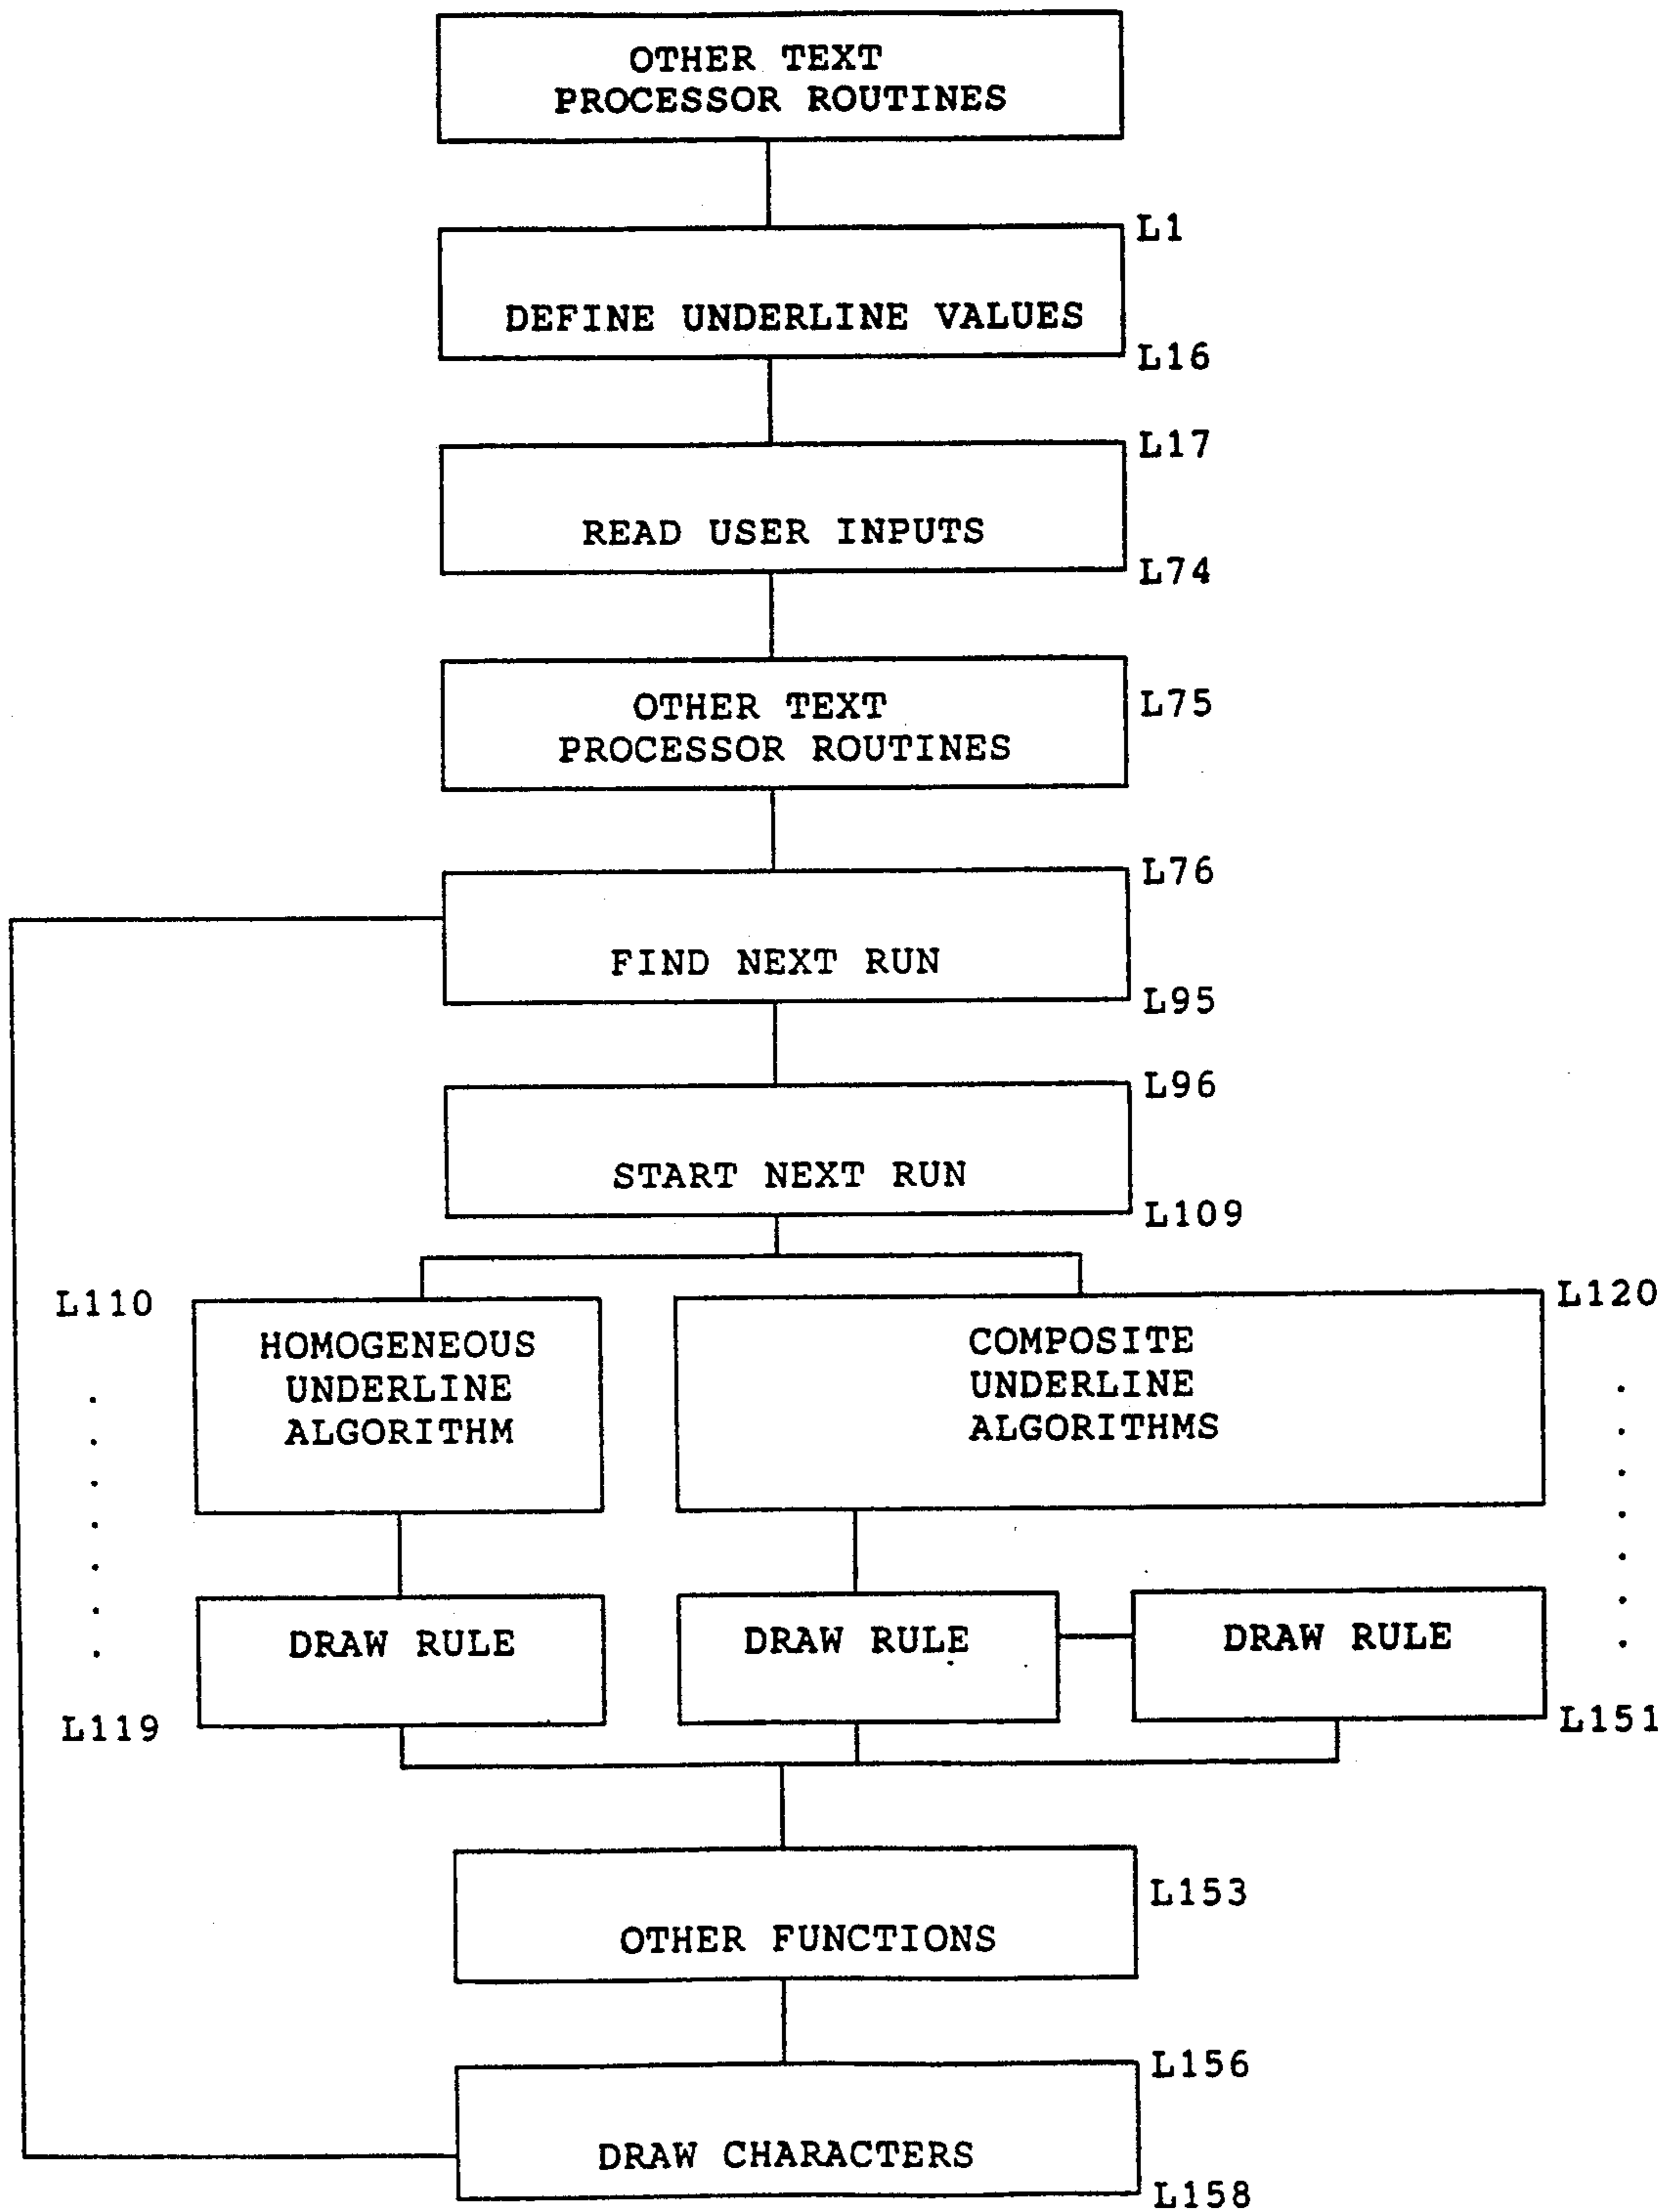 OTHER TEXT
PROCESSOR ROUTINES
L1
DEFINE UNDERLINE VALUES
L16
L17
READ USER INPUTS
L74
OTHER TEXT
L75
PROCESSOR ROUTINES
L76
FIND NEXT RUN
L95
L96
START NEXT RUN
L109
L110
HOMOGENEOUS
UNDERLINE
ALGORITHM
COMPOSITE
UNDERLINE
ALGORITHMS
L120
DRAW RULE
DRAW RULE
DRAW RULE
L119
L151
L153
OTHER FUNCTIONS
L156
DRAW CHARACTERS
L158